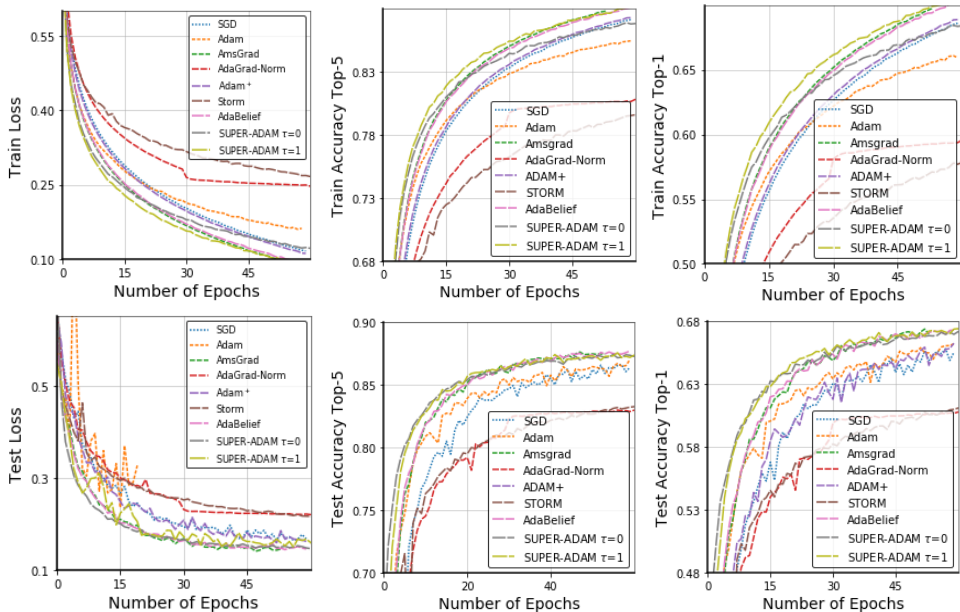 Train Loss
0.55
0.40
0.25
0.10
0
15
30
45
Number of Epochs
SGD
Adam
AmsGrad
AdaGrad-Norm
Adam⁺
Storm
AdaBelief
SUPER-ADAM τ=0
SUPER-ADAM τ=1
Train Accuracy Top-5
0.83
0.78
0.73
0.68
0
15
30
45
Number of Epochs
SGD
Adam
Amsgrad
AdaGrad-Norm
ADAM+
STORM
AdaBelief
SUPER-ADAM τ=0
SUPER-ADAM τ=1
Train Accuracy Top-1
0.65
0.60
0.55
0.50
0
15
30
45
Number of Epochs
SGD
Adam
Amsgrad
AdaGrad-Norm
ADAM+
STORM
AdaBelief
SUPER-ADAM τ=0
SUPER-ADAM τ=1
Test Loss
0.5
0.3
0.1
0
15
30
45
Number of Epochs
SGD
Adam
AmsGrad
AdaGrad-Norm
Adam⁺
Storm
AdaBelief
SUPER-ADAM τ=0
SUPER-ADAM τ=1
Test Accuracy Top-5
0.90
0.85
0.80
0.75
0.70
0
20
40
Number of Epochs
SGD
Adam
Amsgrad
AdaGrad-Norm
ADAM+
STORM
AdaBelief
SUPER-ADAM τ=0
SUPER-ADAM τ=1
Test Accuracy Top-1
0.68
0.63
0.58
0.53
0.48
0
15
30
45
Number of Epochs
SGD
Adam
Amsgrad
AdaGrad-Norm
ADAM+
STORM
AdaBelief
SUPER-ADAM τ=0
SUPER-ADAM τ=1